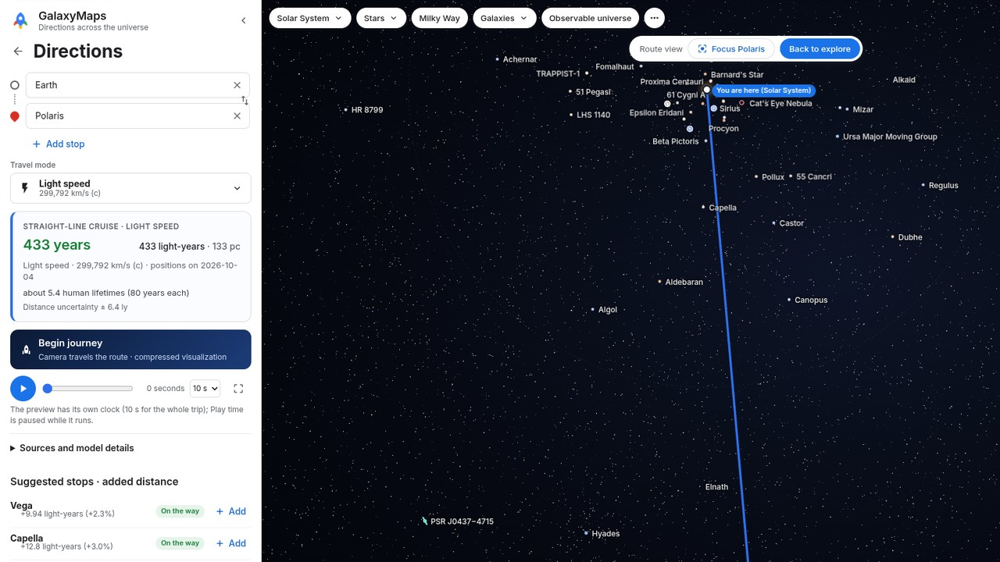 GalaxyMaps
Directions across the universe
Directions
Earth
Polaris
Add stop
Travel mode
Light speed
299,792 km/s (c)
STRAIGHT-LINE CRUISE · LIGHT SPEED
433 years
433 light-years · 133 pc
Light speed · 299,792 km/s (c) · positions on 2026-10-
04
about 5.4 human lifetimes (80 years each)
Distance uncertainty ± 6.4 ly
Begin journey
Camera travels the route · compressed visualization
0 seconds
10 s
The preview has its own clock (10 s for the whole trip); Play time
is paused while it runs.
Sources and model details
Suggested stops · added distance
Vega
+9.94 light-years (+2.3%)
On the way
Add
Capella
+12.8 light-years (+3.0%)
On the way
Add
Solar System
Stars
Milky Way
Galaxies
Observable universe
Route view
Focus Polaris
Back to explore
Achernar
Fomalhaut
TRAPPIST-1
Barnard's Star
Proxima Centauri
Alkaid
51 Pegasi
61 Cygni A
You are here (Solar System)
Cat's Eye Nebula
Sirius
HR 8799
LHS 1140
Epsilon Eridani
Mizar
Procyon
Beta Pictoris
Ursa Major Moving Group
Pollux
55 Cancri
Regulus
Capella
Castor
Dubhe
Aldebaran
Canopus
Algol
Elnath
PSR J0437−4715
Hyades